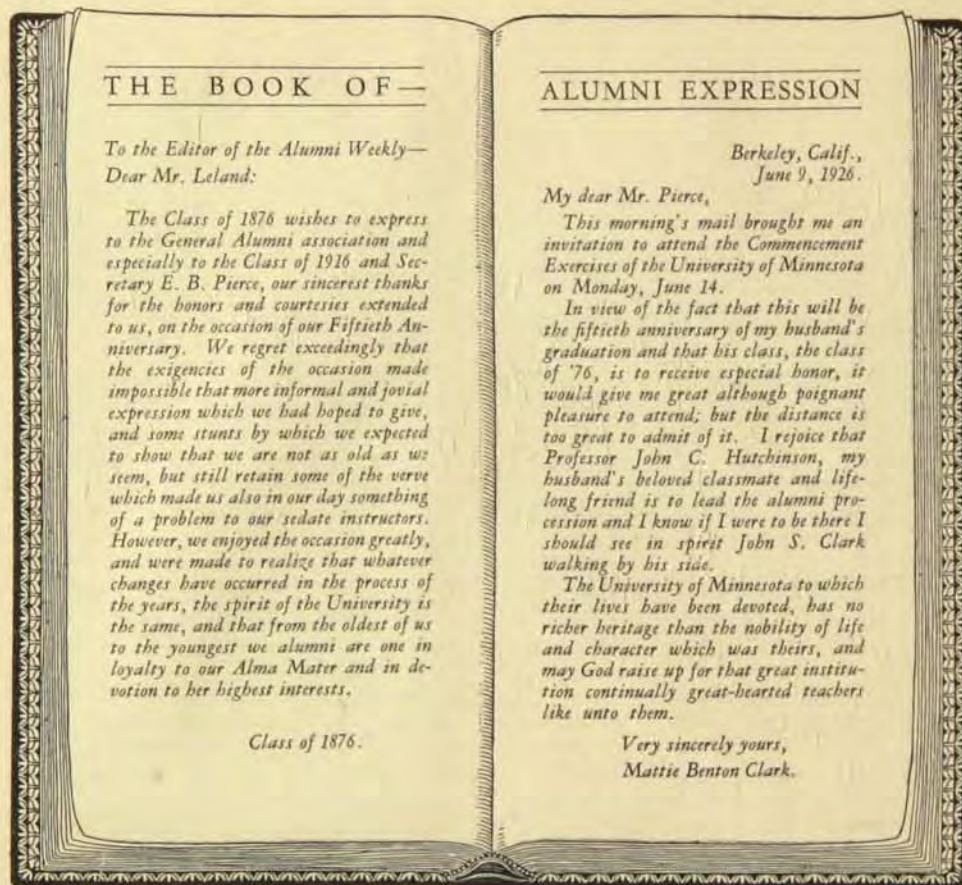 THE BOOK OF—
To the Editor of the Alumni Weekly—
Dear Mr. Leland:
The Class of 1876 wishes to express
to the General Alumni association and
especially to the Class of 1916 and Sec-
retary E. B. Pierce, our sincerest thanks
for the honors and courtesies extended
to us, on the occasion of our Fiftieth An-
niversary. We regret exceedingly that
the exigencies of the occasion made
impossible that more informal and jovial
expression which we had hoped to give,
and some stunts by which we expected
to show that we are not as old as we
seem, but still retain some of the verve
which made us also in our day something
of a problem to our sedate instructors.
However, we enjoyed the occasion greatly,
and were made to realize that whatever
changes have occurred in the process of
the years, the spirit of the University is
the same, and that from the oldest of us
to the youngest we alumni are one in
loyalty to our Alma Mater and in de-
votion to her highest interests.
Class of 1876.
ALUMNI EXPRESSION
Berkeley, Calif.,
June 9, 1926.
My dear Mr. Pierce,
This morning's mail brought me an
invitation to attend the Commencement
Exercises of the University of Minnesota
on Monday, June 14.
In view of the fact that this will be
the fiftieth anniversary of my husband's
graduation and that his class, the class
of '76, is to receive especial honor, it
would give me great although poignant
pleasure to attend; but the distance is
too great to admit of it. I rejoice that
Professor John C. Hutchinson, my
husband's beloved classmate and life-
long friend is to lead the alumni pro-
cession and I know if I were to be there I
should see in spirit John S. Clark
walking by his side.
The University of Minnesota to which
their lives have been devoted, has no
richer heritage than the nobility of life
and character which was theirs, and
may God raise up for that great institu-
tion continually great-hearted teachers
like unto them.
Very sincerely yours,
Mattie Benton Clark.